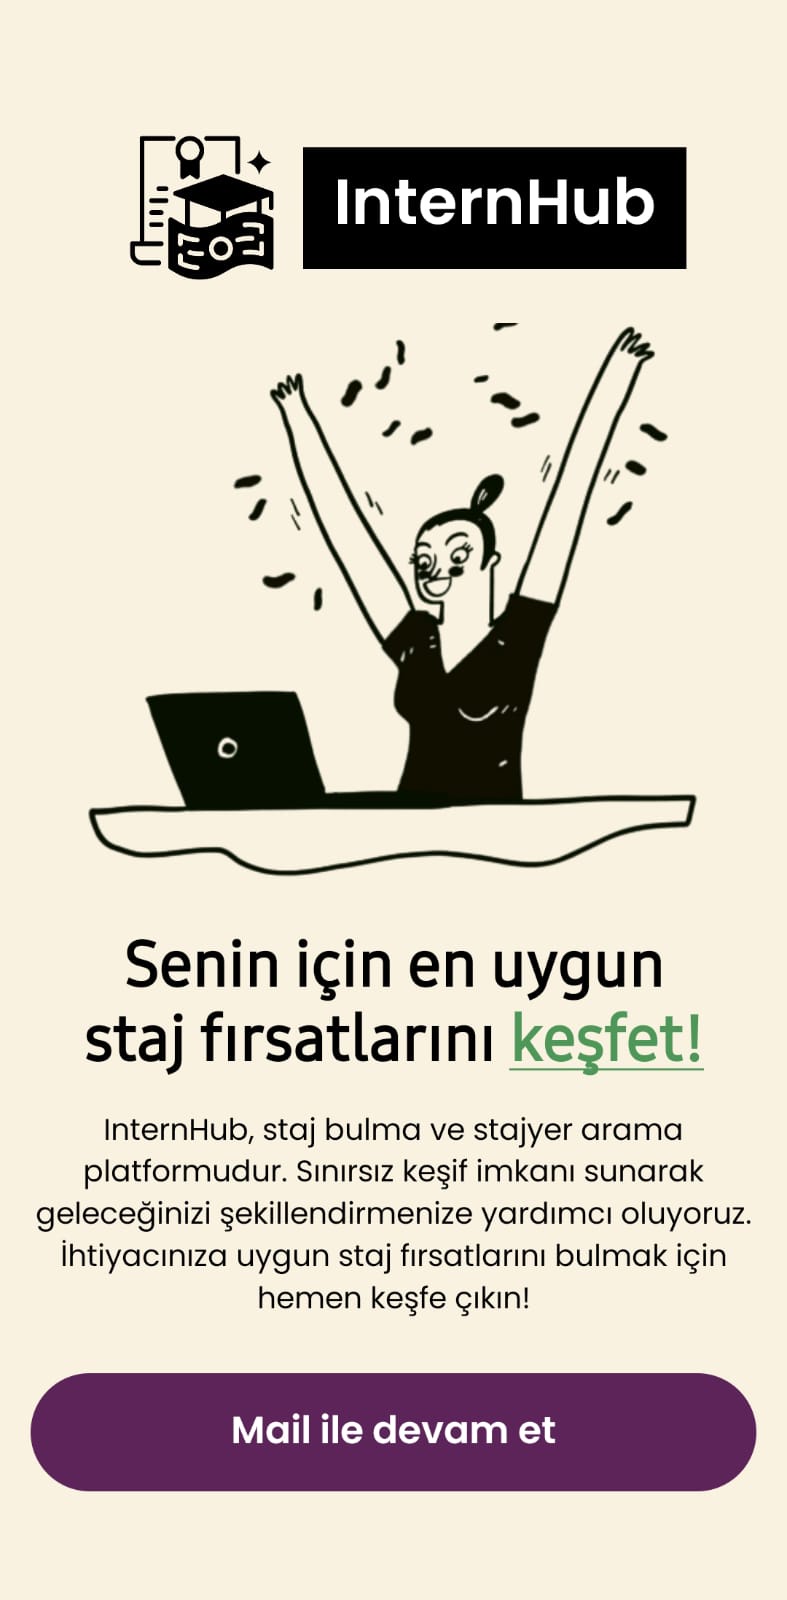 InternHub
Senin için en uygun
staj fırsatlarını keşfet!
InternHub, staj bulma ve stajyer arama
platformudur. Sınırsız keşif imkanı sunarak
geleceğinizi şekillendirmenize yardımcı oluyoruz.
İhtiyacınıza uygun staj fırsatlarını bulmak için
hemen keşfe çıkın!
Mail ile devam et